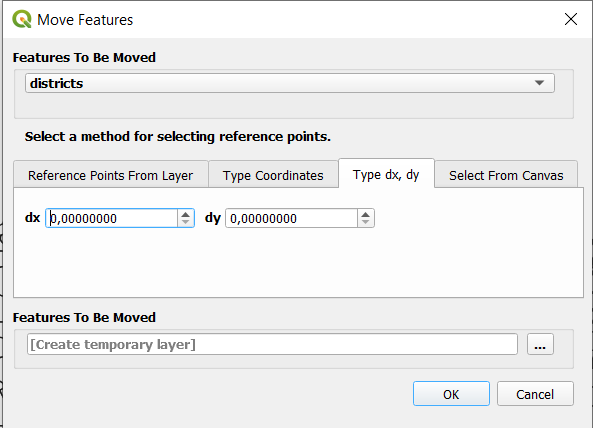 Move Features
Features To Be Moved
districts
Select a method for selecting reference points.
Reference Points From Layer Type Coordinates Type dx, dy Select From Canvas
dx 0,00000000 dy 0,00000000
Features To Be Moved
[Create temporary layer] ...
OK Cancel